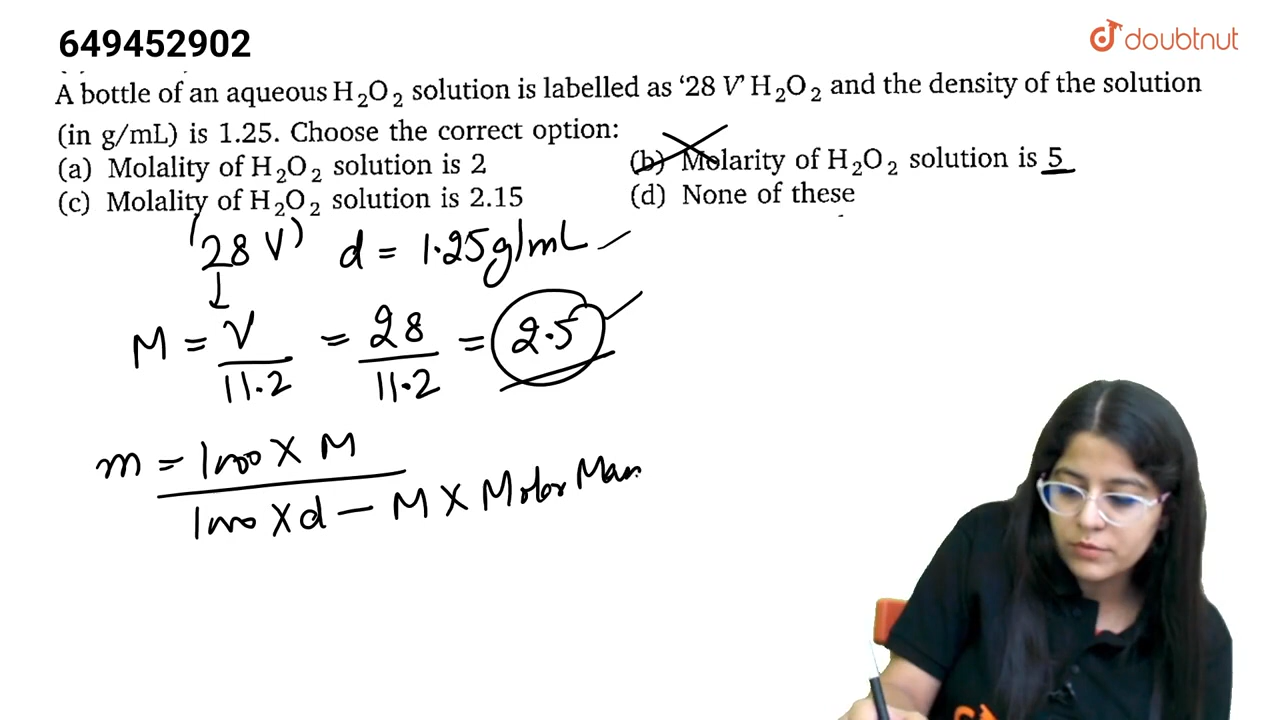 649452902
doubtnut
A bottle of an aqueous H₂O₂ solution is labelled as '28 V' H₂O₂ and the density of the solution
(in g/mL) is 1.25. Choose the correct option:
(a) Molality of H₂O₂ solution is 2
(b) Molarity of H₂O₂ solution is 5
(c) Molality of H₂O₂ solution is 2.15
(d) None of these
(28 V) d = 1.25 g/mL
↓
M = V/11.2 = 28/11.2 = 2.5
m = 1000 × M
1000 × d − M × Molar Mass